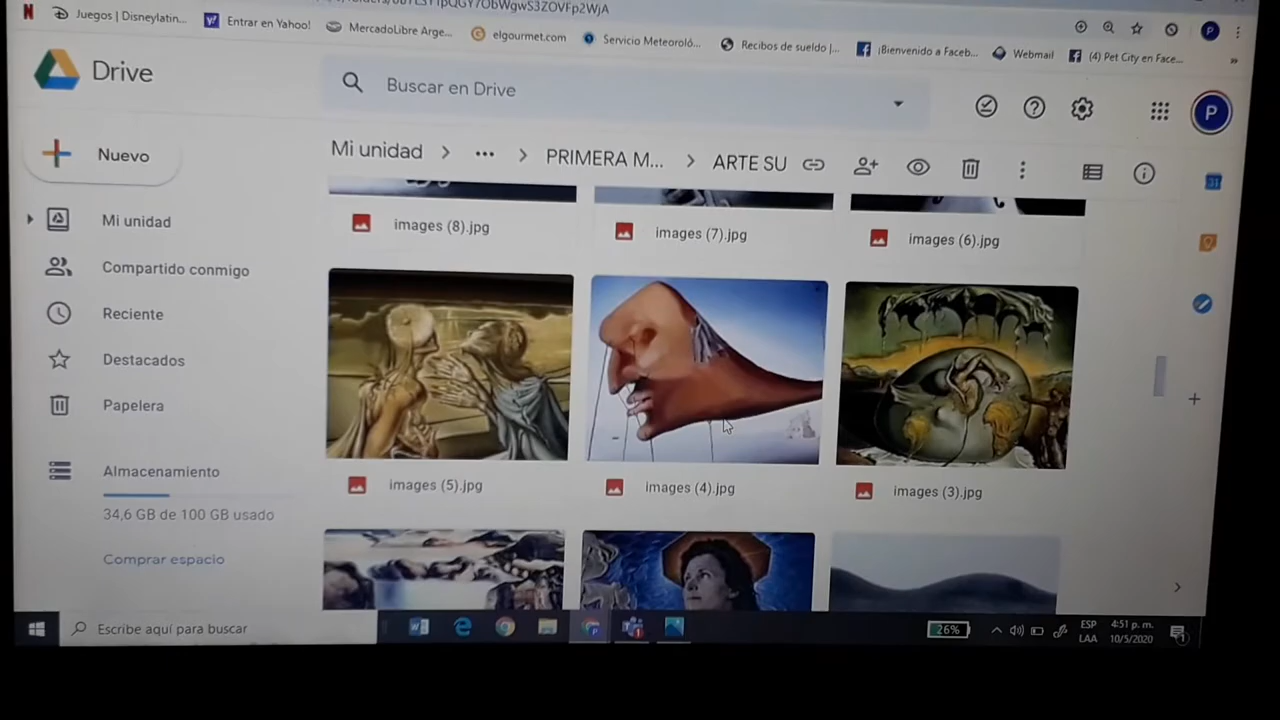 Juegos | Disneylatin...
Entrar en Yahoo!
MercadoLibre Arge...
elgourmet.com
Servicio Meteoroló...
Recibos de sueldo |...
¡Bienvenido a Faceb...
Webmail
(4) Pet City en Face...
»
P
Drive
Buscar en Drive
P
Nuevo
Mi unidad > ... > PRIMERA M... > ARTE SU
Mi unidad
Compartido conmigo
Reciente
Destacados
Papelera
Almacenamiento
34,6 GB de 100 GB usado
Comprar espacio
images (8).jpg
images (7).jpg
images (6).jpg
images (5).jpg
images (4).jpg
images (3).jpg
31
Escribe aquí para buscar
26%
ESP
LAA
4:51 p. m.
10/5/2020